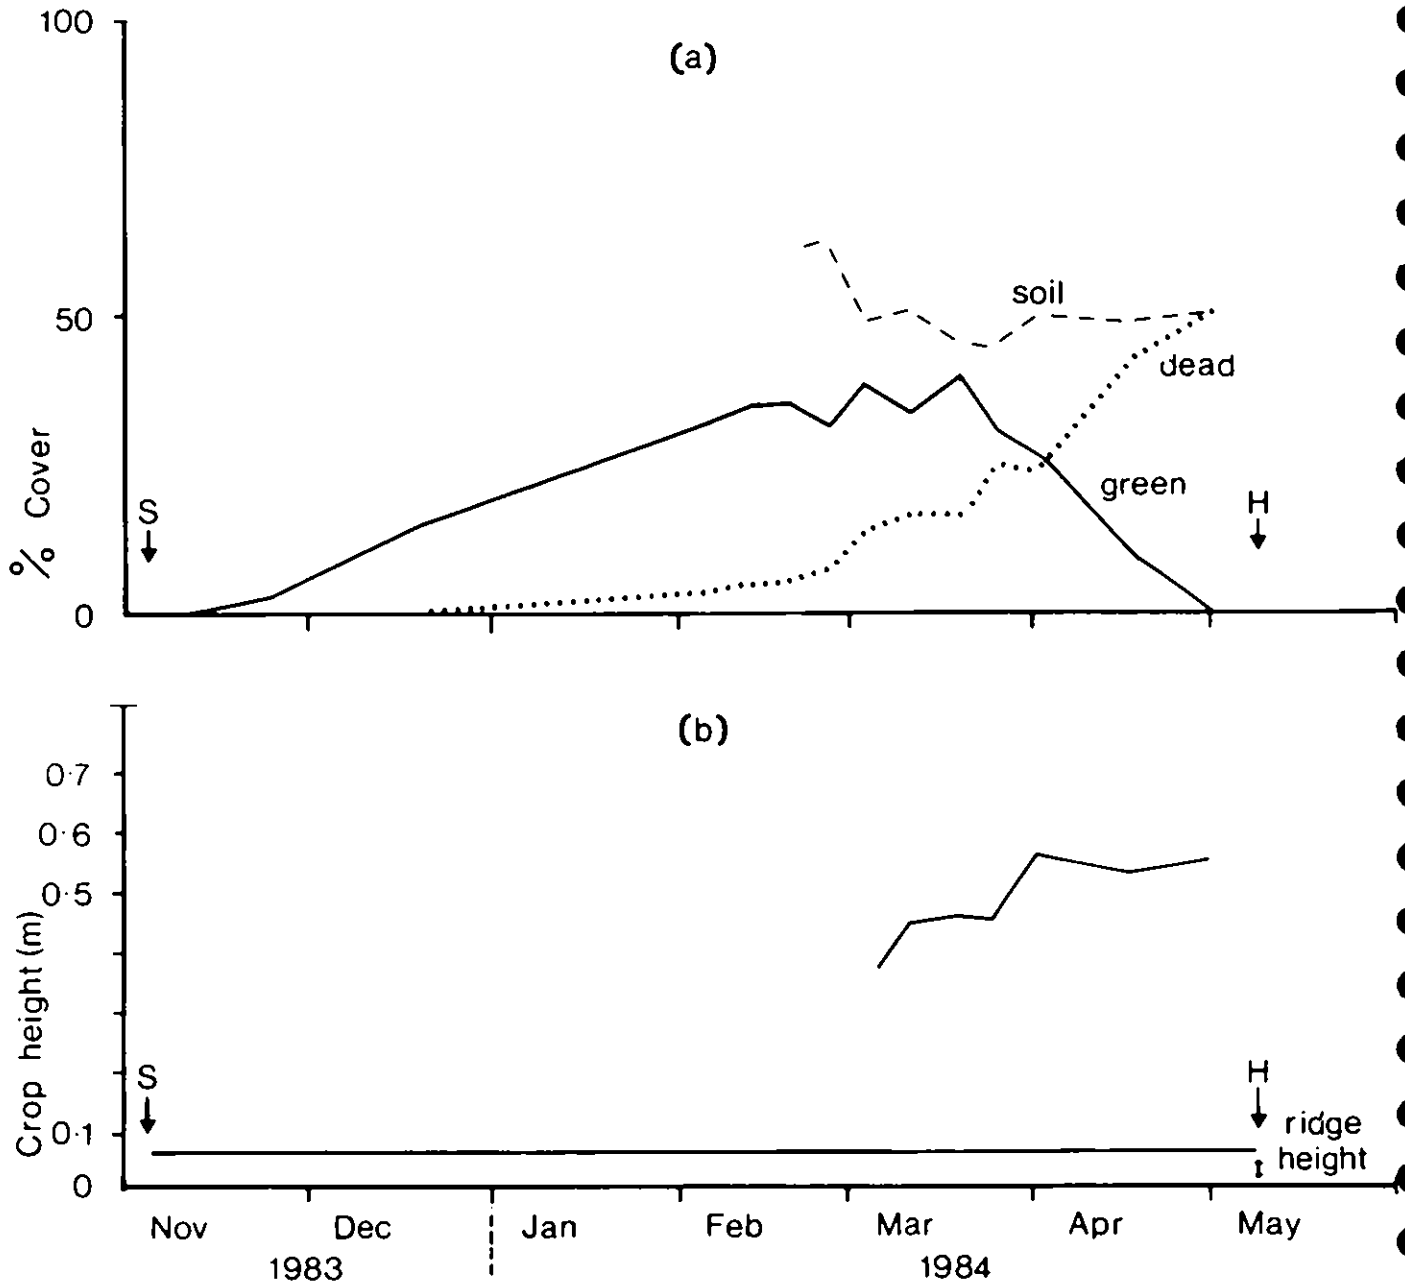 100
(a)
soil
50
dead
green
S
H
% Cover
0
(b)
0·7
0·6
0·5
Crop height (m)
S
H
0·1
ridge
height
0
Nov Dec Jan Feb Mar Apr May
1983 1984